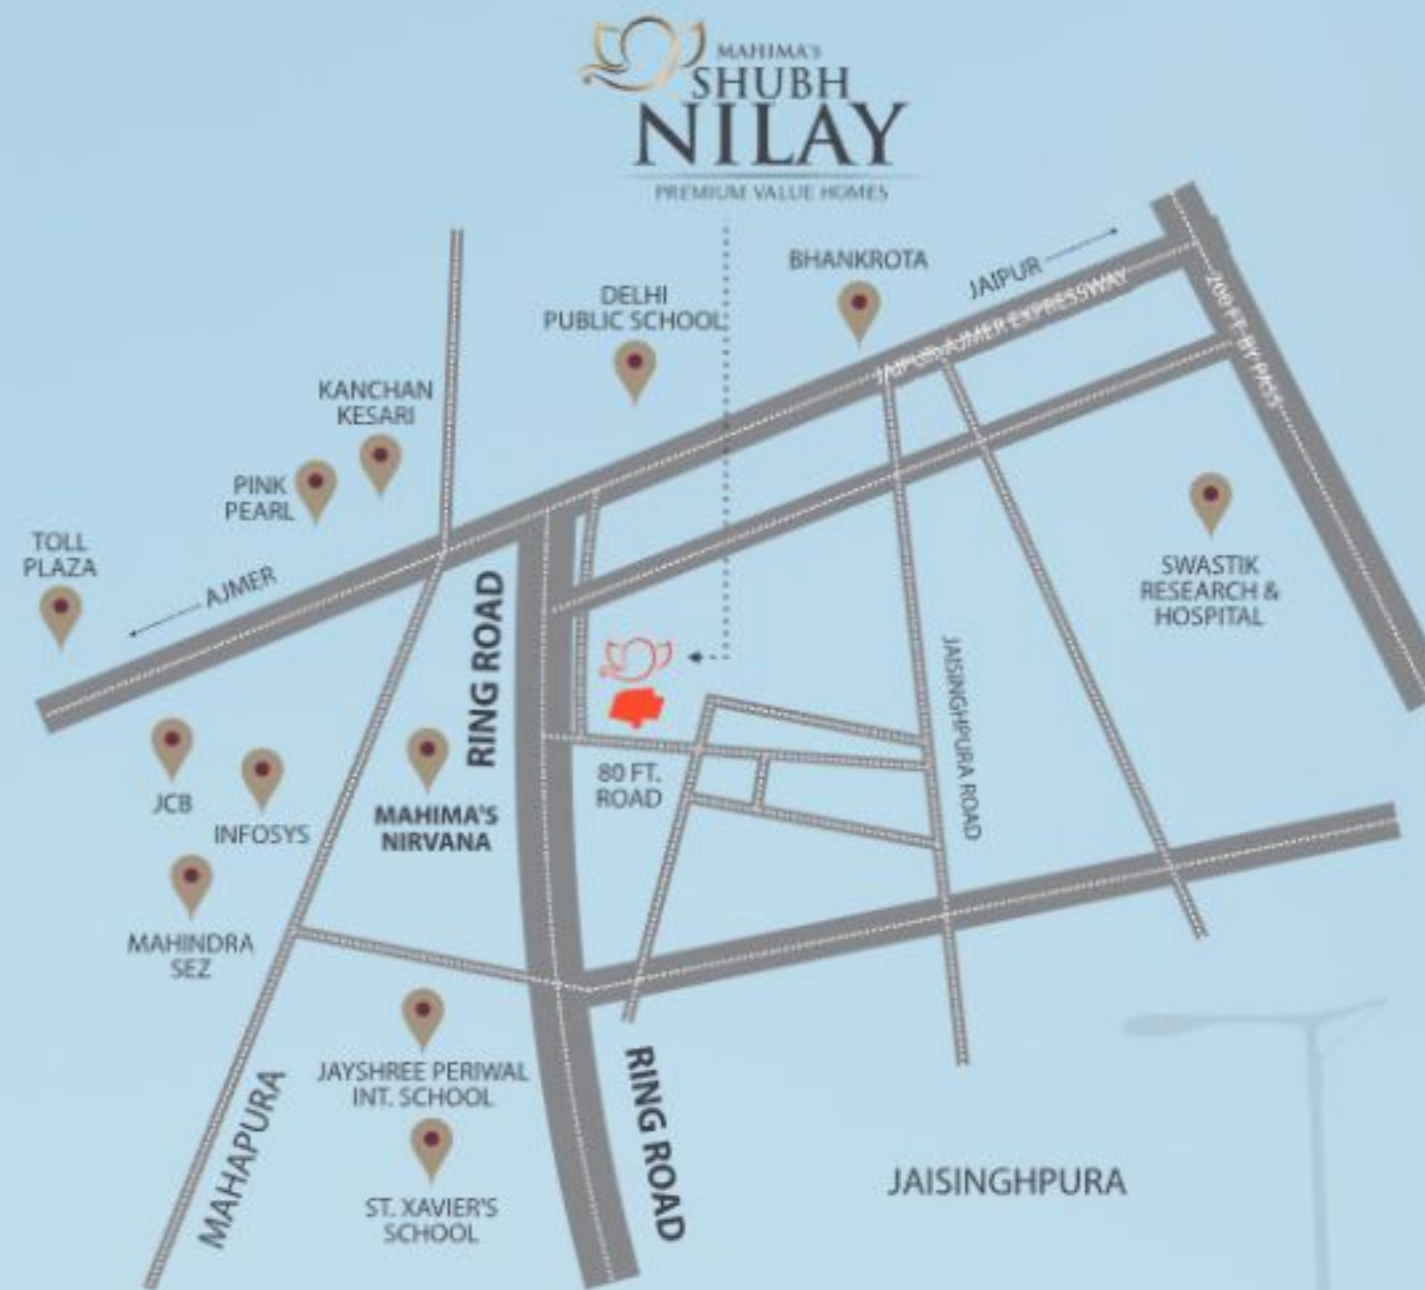 MAHIMA'S
SHUBH
NILAY
PREMIUM VALUE HOMES
BHANKROTA
JAIPUR
JAIPUR AJMER EXPRESSWAY
200 FT. BY PASS
DELHI
PUBLIC SCHOOL
KANCHAN
KESARI
PINK
PEARL
TOLL
PLAZA
AJMER
RING ROAD
SWASTIK
RESEARCH &
HOSPITAL
JAISINGHPURA ROAD
80 FT.
ROAD
JCB
INFOSYS
MAHIMA'S
NIRVANA
MAHINDRA
SEZ
JAYSHREE PERIWAL
INT. SCHOOL
MAHAPURA
RING ROAD
ST. XAVIER'S
SCHOOL
JAISINGHPURA